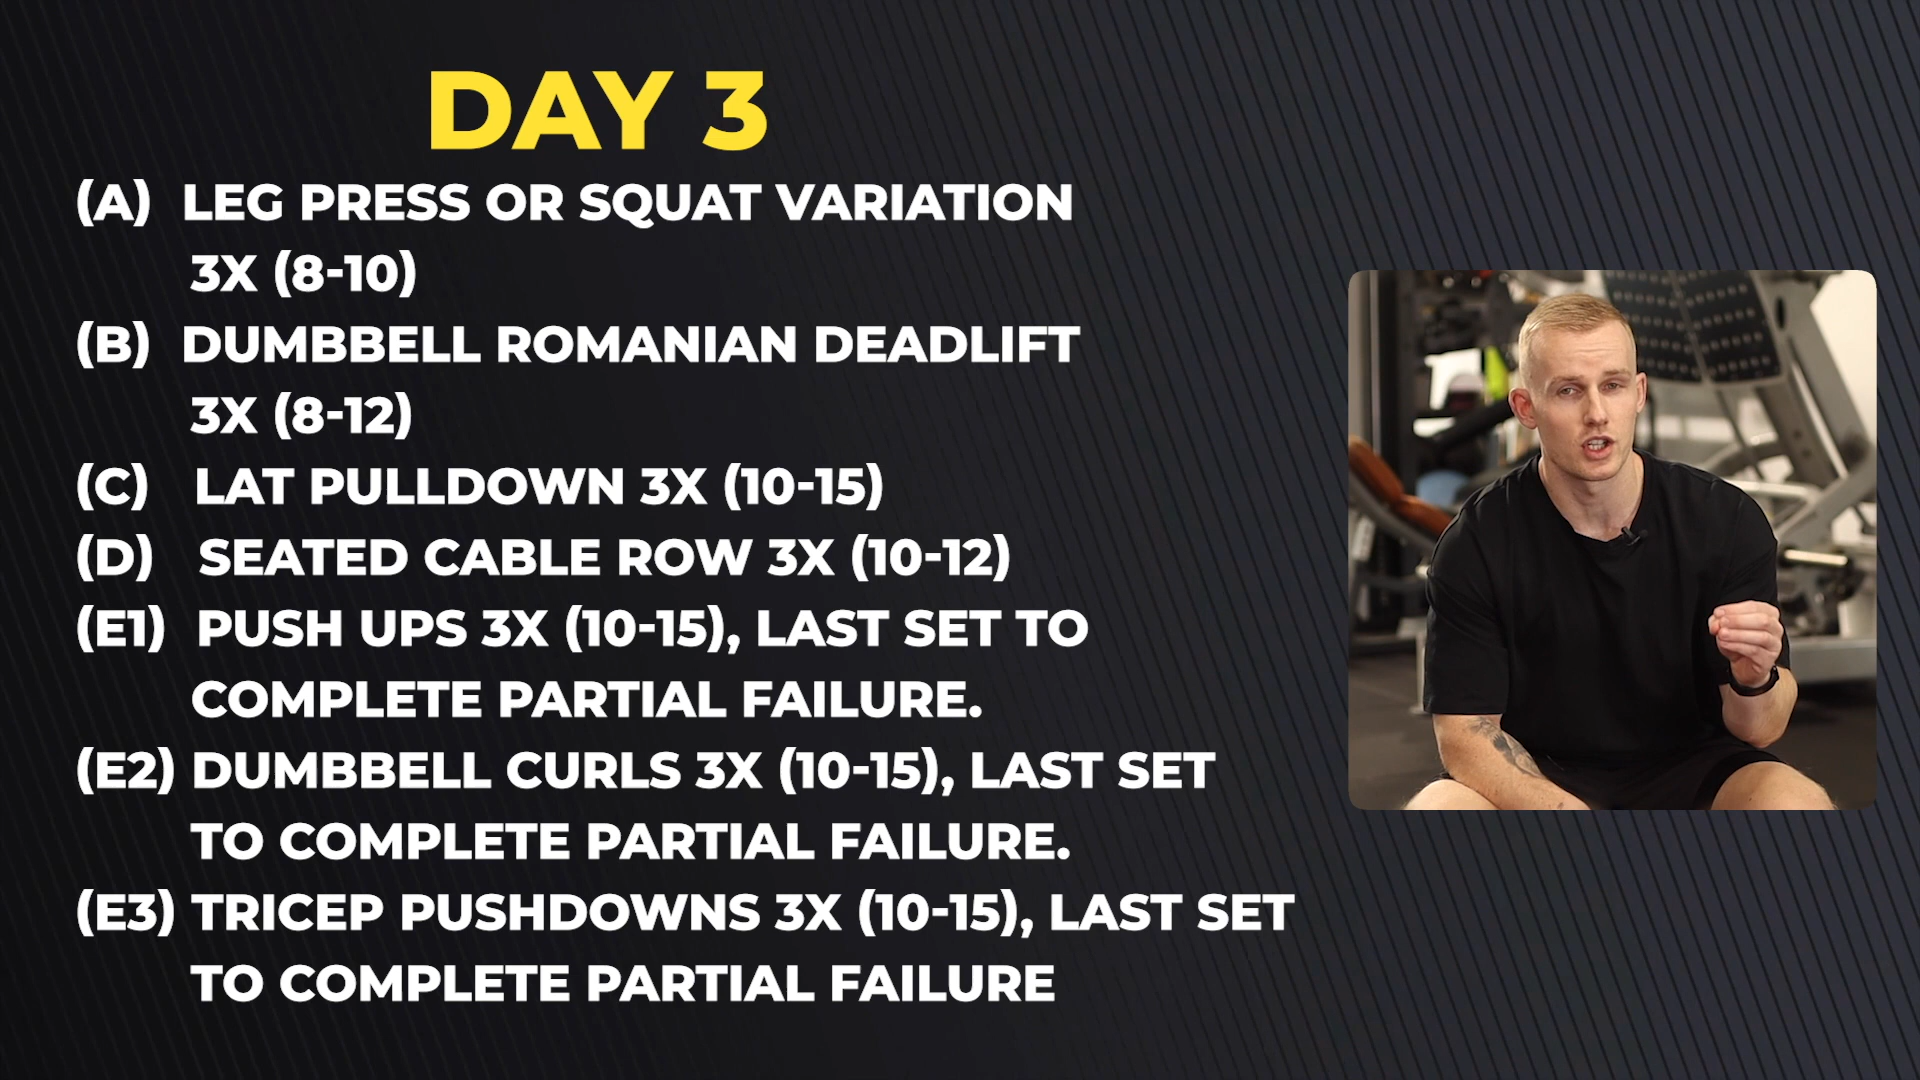 DAY 3
(A) LEG PRESS OR SQUAT VARIATION
3X (8-10)
(B) DUMBBELL ROMANIAN DEADLIFT
3X (8-12)
(C) LAT PULLDOWN 3X (10-15)
(D) SEATED CABLE ROW 3X (10-12)
(E1) PUSH UPS 3X (10-15), LAST SET TO
COMPLETE PARTIAL FAILURE.
(E2) DUMBBELL CURLS 3X (10-15), LAST SET
TO COMPLETE PARTIAL FAILURE.
(E3) TRICEP PUSHDOWNS 3X (10-15), LAST SET
TO COMPLETE PARTIAL FAILURE